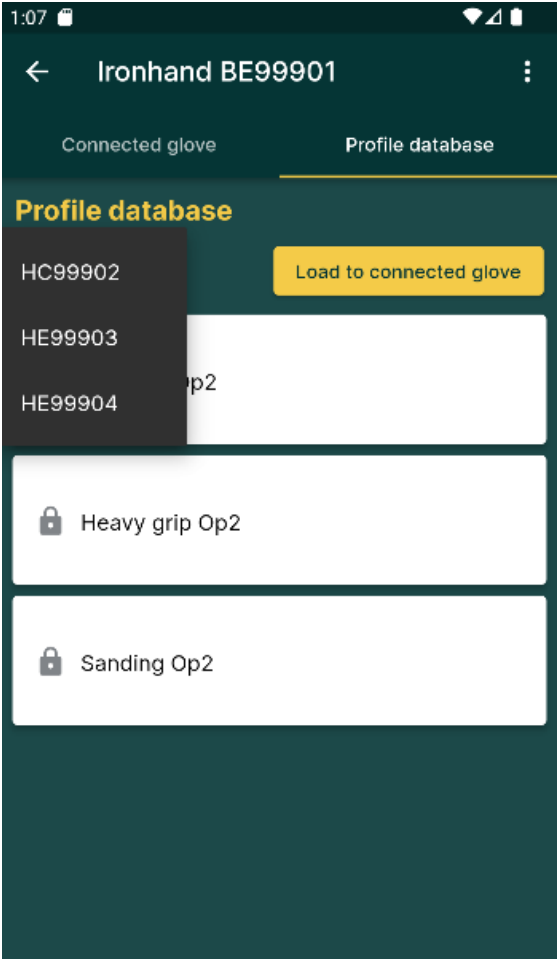 1:07
Ironhand BE99901
Connected glove
Profile database
Profile database
HC99902
Load to connected glove
HE99903
Op2
HE99904
Heavy grip Op2
Sanding Op2